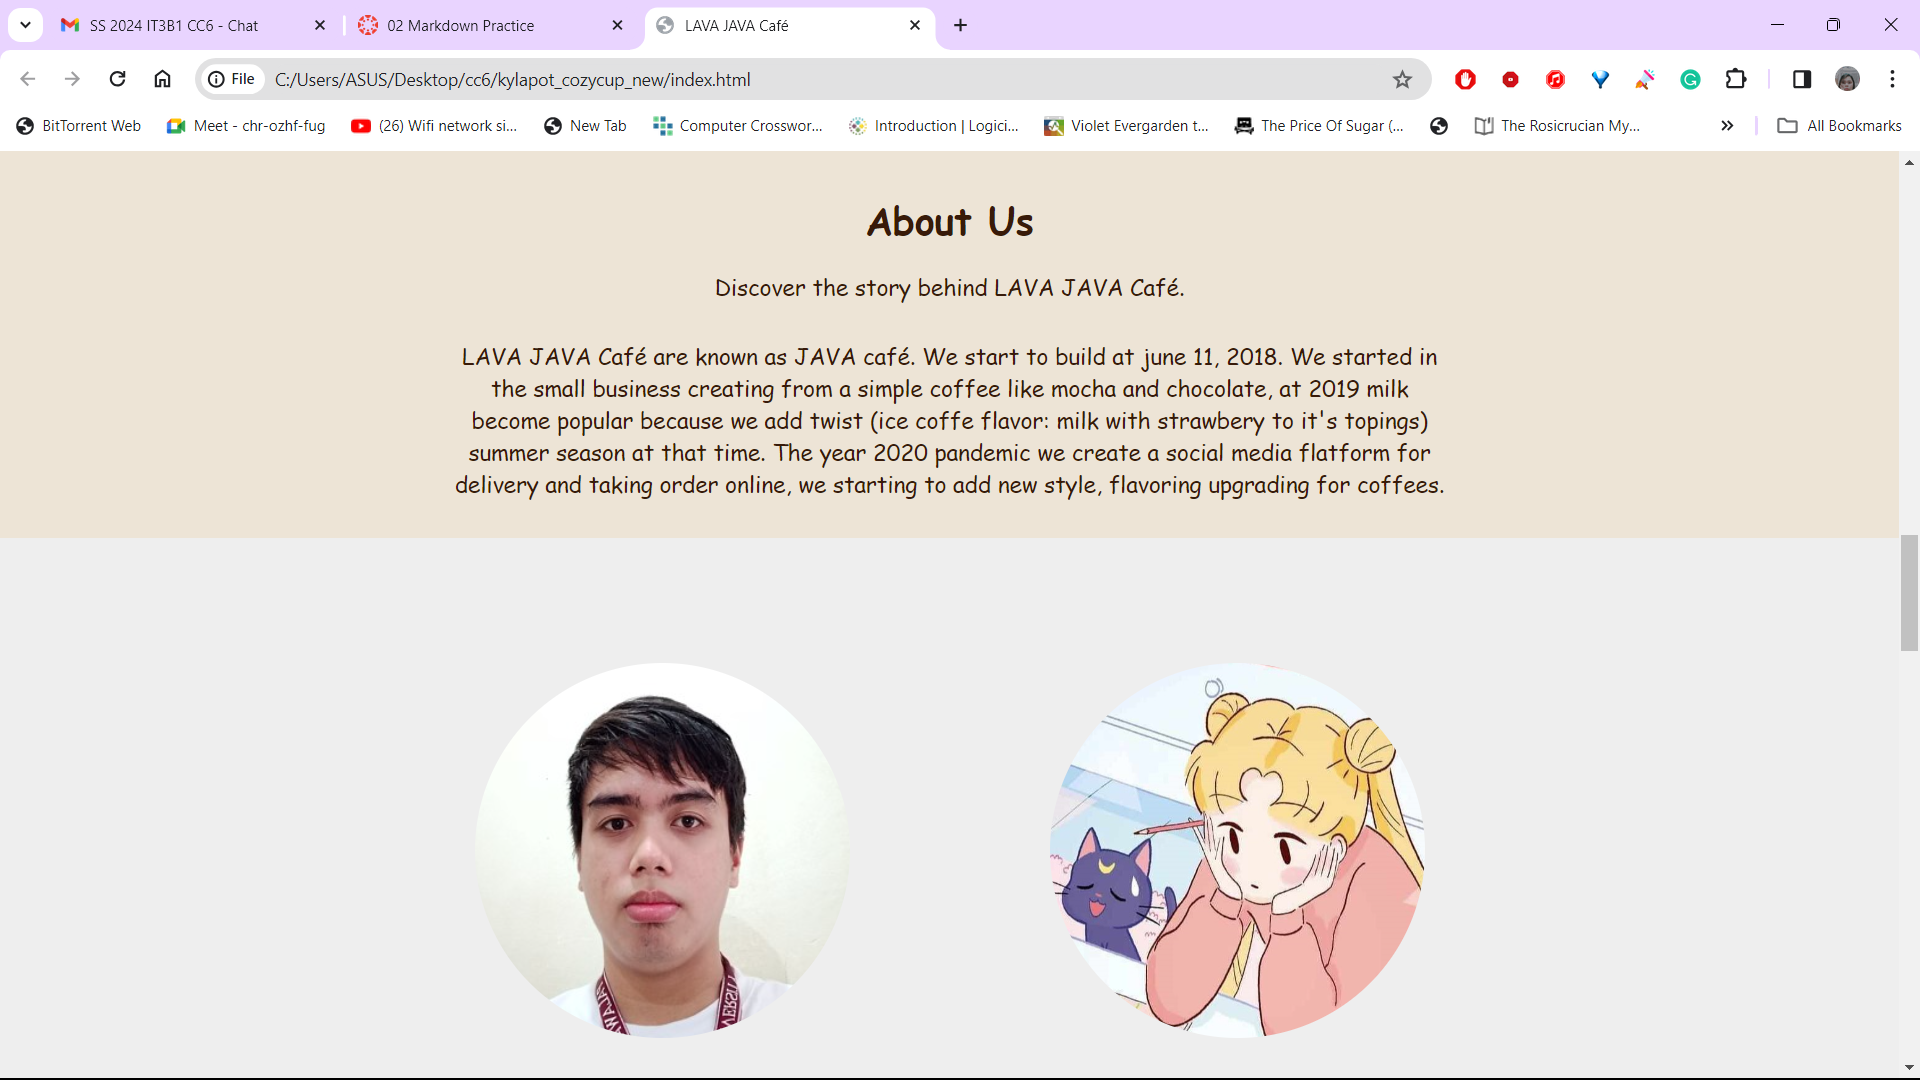 SS 2024 IT3B1 CC6 - Chat
02 Markdown Practice
LAVA JAVA Café
File
C:/Users/ASUS/Desktop/cc6/kylapot_cozycup_new/index.html
BitTorrent Web
Meet - chr-ozhf-fug
(26) Wifi network si...
New Tab
Computer Crosswor...
Introduction | Logici...
Violet Evergarden t...
The Price Of Sugar (...
The Rosicrucian My...
All Bookmarks
About Us
Discover the story behind LAVA JAVA Café.
LAVA JAVA Café are known as JAVA café. We start to build at june 11, 2018. We started in
the small business creating from a simple coffee like mocha and chocolate, at 2019 milk
become popular because we add twist (ice coffe flavor: milk with strawbery to it's topings)
summer season at that time. The year 2020 pandemic we create a social media flatform for
delivery and taking order online, we starting to add new style, flavoring upgrading for coffees.